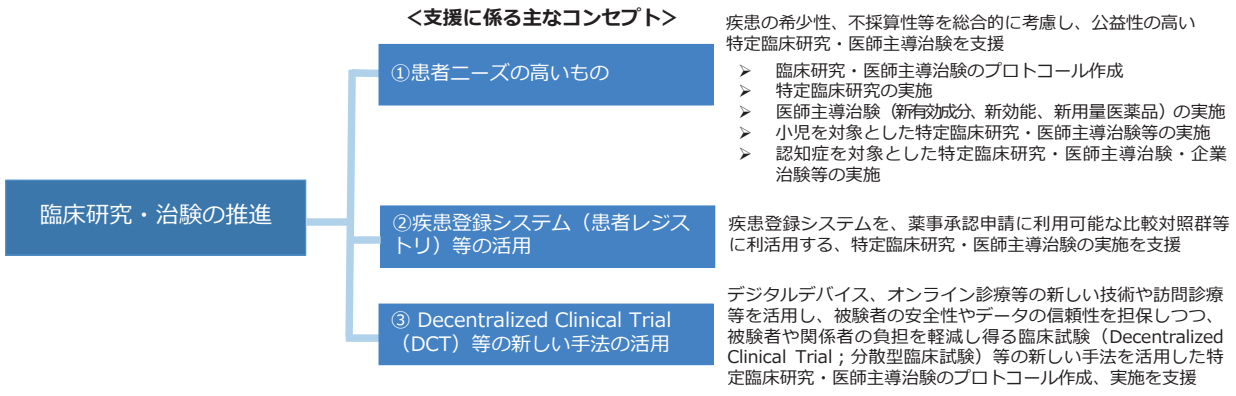 ＜支援に係る主なコンセプト＞
臨床研究・治験の推進
①患者ニーズの高いもの
疾患の希少性、不採算性等を総合的に考慮し、公益性の高い
特定臨床研究・医師主導治験を支援
➢ 臨床研究・医師主導治験のプロトコール作成
➢ 特定臨床研究の実施
➢ 医師主導治験（新有効成分、新効能、新用量医薬品）の実施
➢ 小児を対象とした特定臨床研究・医師主導治験等の実施
➢ 認知症を対象とした特定臨床研究・医師主導治験・企業
治験等の実施
②疾患登録システム（患者レジス
トリ）等の活用
疾患登録システムを、薬事承認申請に利用可能な比較対照群等
に利活用する、特定臨床研究・医師主導治験の実施を支援
③ Decentralized Clinical Trial
（DCT）等の新しい手法の活用
デジタルデバイス、オンライン診療等の新しい技術や訪問診療
等を活用し、被験者の安全性やデータの信頼性を担保しつつ、
被験者や関係者の負担を軽減し得る臨床試験（Decentralized
Clinical Trial；分散型臨床試験）等の新しい手法を活用した特
定臨床研究・医師主導治験のプロトコール作成、実施を支援